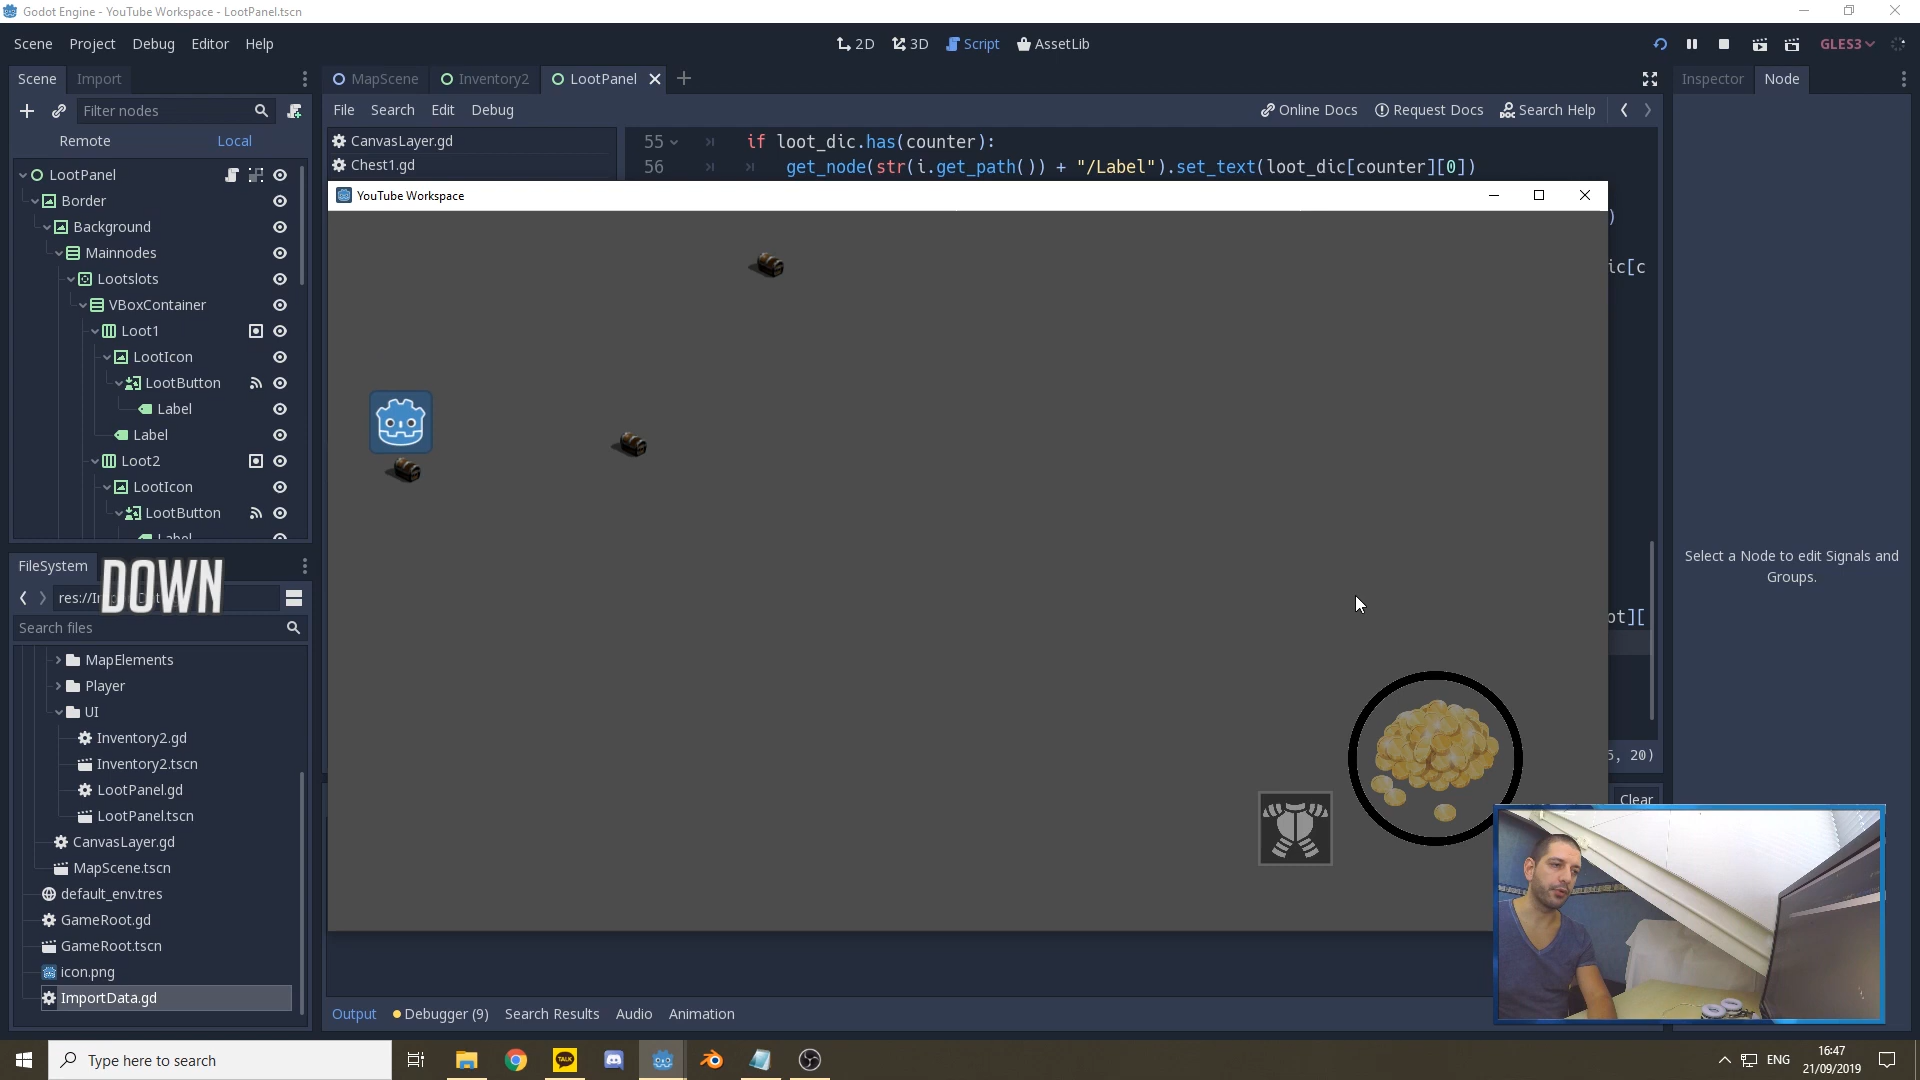 Godot Engine - YouTube Workspace - LootPanel.tscn
Scene Project Debug Editor Help
2D 3D Script AssetLib
GLES3
Scene Import
MapScene Inventory2 LootPanel
Inspector Node
Filter nodes
File Search Edit Debug
Online Docs Request Docs Search Help
Remote Local
CanvasLayer.gd
Chest1.gd
55 if loot_dic.has(counter):
56 get_node(str(i.get_path()) + "/Label").set_text(loot_dic[counter][0])
YouTube Workspace
)
ic[c
LootPanel
Border
Background
Mainnodes
Lootslots
VBoxContainer
Loot1
LootIcon
LootButton
Label
Label
Loot2
LootIcon
LootButton
Label
Select a Node to edit Signals and
Groups.
FileSystem
DOWN
Search files
MapElements
Player
UI
Inventory2.gd
Inventory2.tscn
LootPanel.gd
LootPanel.tscn
CanvasLayer.gd
MapScene.tscn
default_env.tres
GameRoot.gd
GameRoot.tscn
icon.png
ImportData.gd
ot][
, 20)
Clear
Output Debugger (9) Search Results Audio Animation
Type here to search
TALK
ENG
16:47
21/09/2019